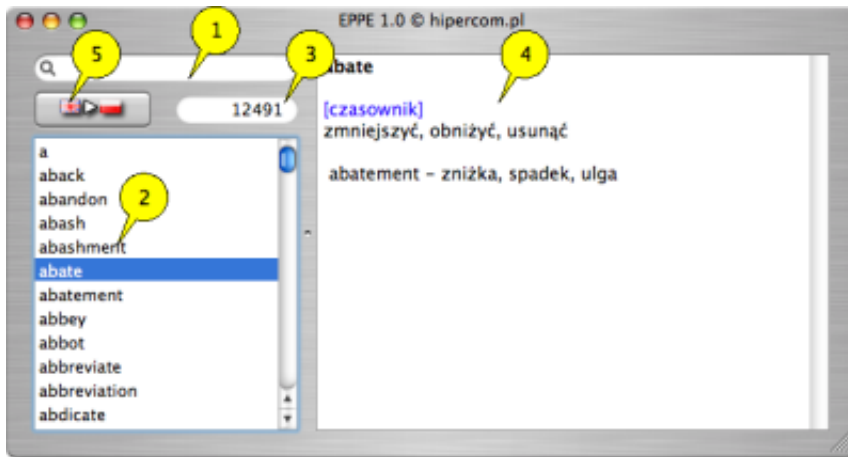 EPPE 1.0 © hipercom.pl
1
5
3
4
12491
abate
[czasownik]
zmniejszyć, obniżyć, usunąć
abatement – zniżka, spadek, ulga
a
aback
abandon
2
abash
abashment
abate
abatement
abbey
abbot
abbreviate
abbreviation
abdicate